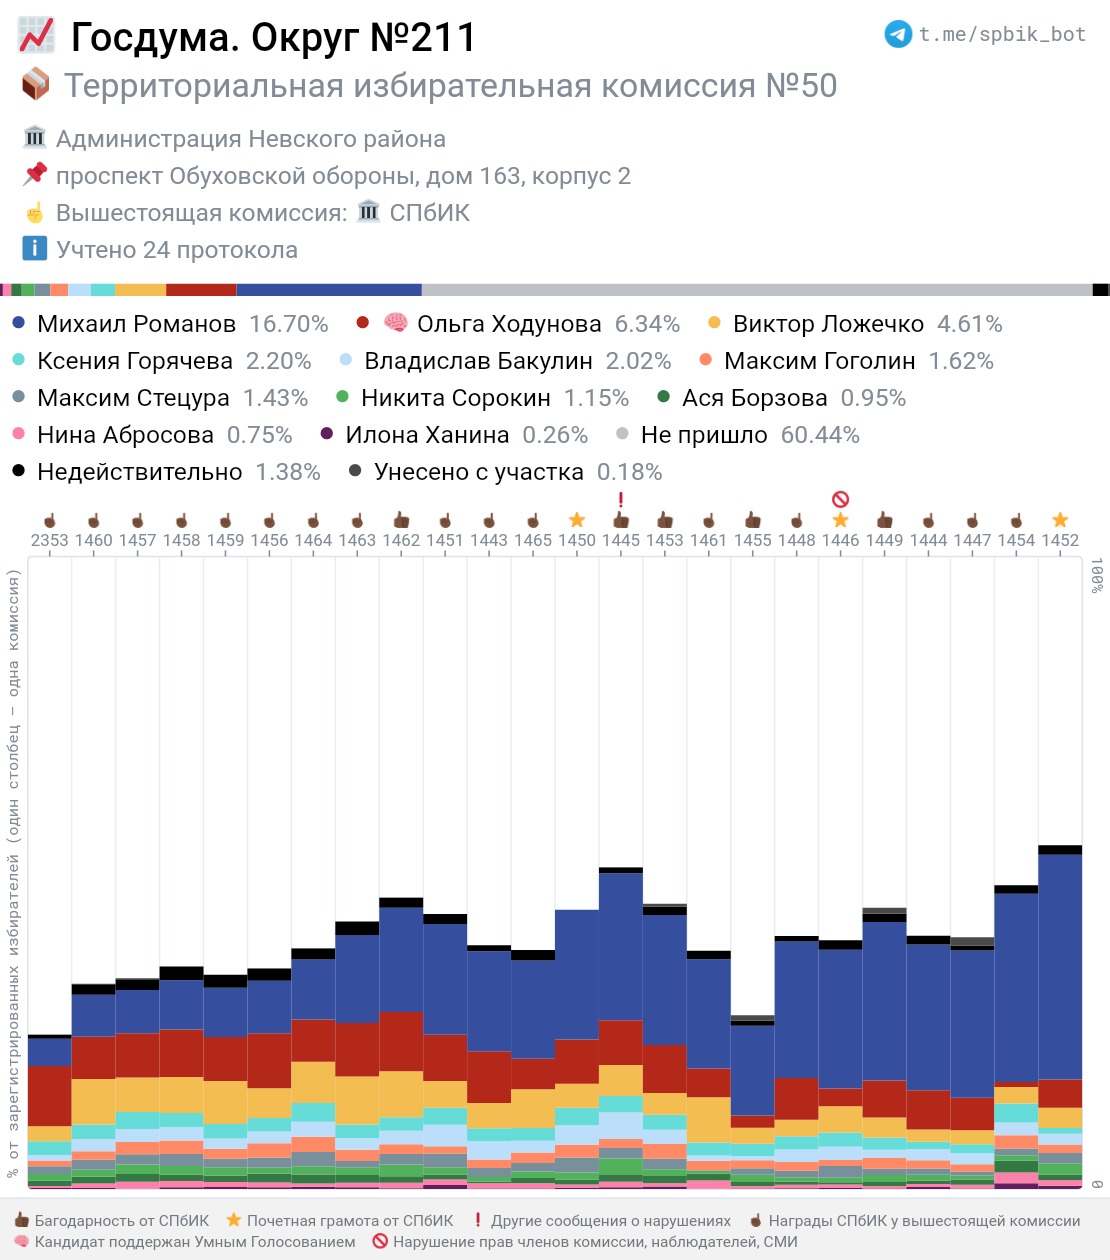 Госдума. Округ №211
t.me/spbik_bot
Территориальная избирательная комиссия №50
Администрация Невского района
проспект Обуховской обороны, дом 163, корпус 2
Вышестоящая комиссия: СПбИК
Учтено 24 протокола
Михаил Романов 16.70% Ольга Ходунова 6.34% Виктор Ложечко 4.61%
Ксения Горячева 2.20% Владислав Бакулин 2.02% Максим Гоголин 1.62%
Максим Стецура 1.43% Никита Сорокин 1.15% Ася Борзова 0.95%
Нина Абросова 0.75% Илона Ханина 0.26% Не пришло 60.44%
Недействительно 1.38% Унесено с участка 0.18%
2353 1460 1457 1458 1459 1456 1464 1463 1462 1451 1443 1465 1450 1445 1453 1461 1455 1448 1446 1449 1444 1447 1454 1452
% от зарегистрированных избирателей (один столбец — одна комиссия)
100%
0
Багодарность от СПбИК Почетная грамота от СПбИК Другие сообщения о нарушениях Награды СПбИК у вышестоящей комиссии
Кандидат поддержан Умным Голосованием Нарушение прав членов комиссии, наблюдателей, СМИ